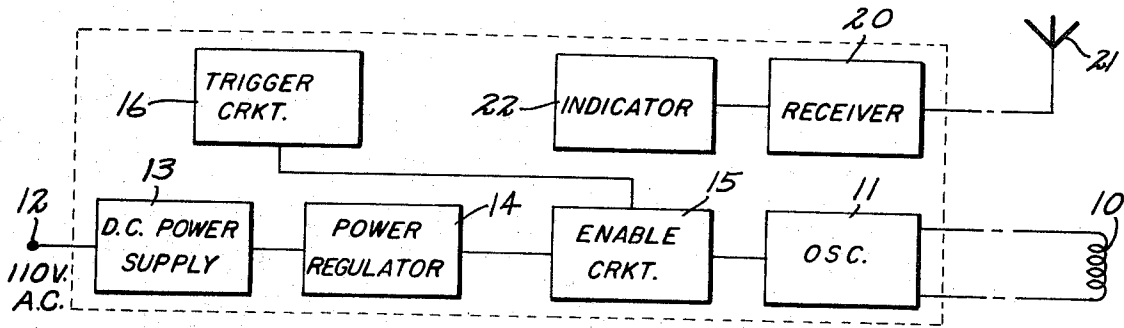 20
21
16
TRIGGER
CRKT.
22
INDICATOR
RECEIVER
12
110V.
A.C.
13
D.C. POWER
SUPPLY
14
POWER
REGULATOR
15
ENABLE
CRKT.
11
OSC.
10